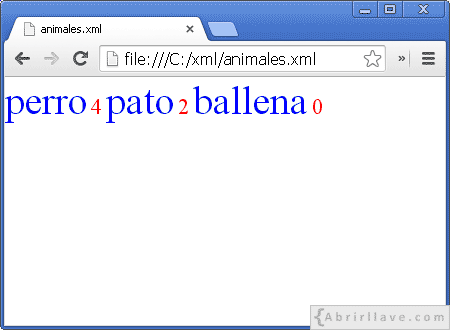 animales.xml
file:///C:/xml/animales.xml
perro 4 pato 2 ballena 0
{Abrirllave.com